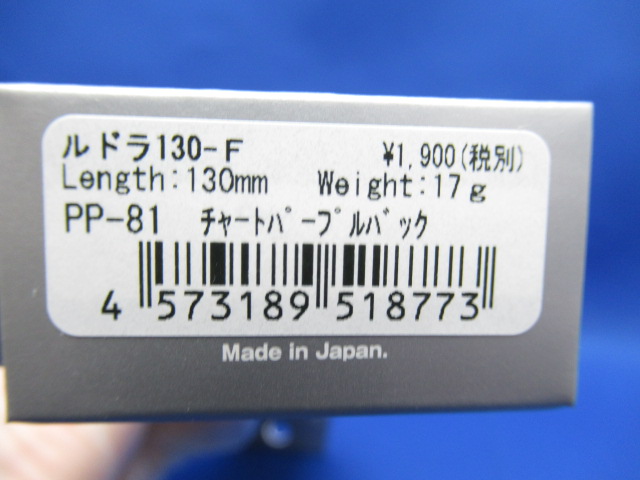 ルドラ130-F ¥1,900(税別)
Length:130mm Weight:17g
PP-81 ﾁｬｰﾄﾊﾟｰﾌﾟﾙﾊﾞｯｸ
4 573189 518773
Made in Japan.